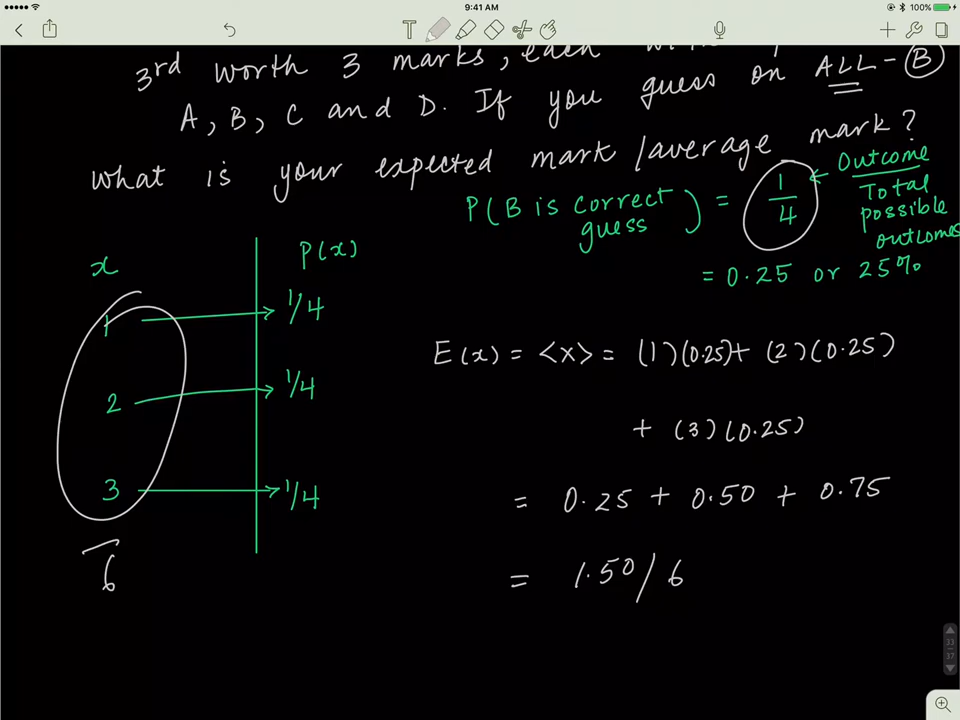 9:41 AM
100%
T
3rd worth 3 marks, each
A, B, C and D. If you guess on ALL - B
What is your expected mark/average mark?
P(B is correct guess) = 1/4 ← Outcome / Total possible outcomes
= 0.25 or 25%
x P(x)
1 → 1/4
2 → 1/4
3 → 1/4
6
E(x) = <x> = (1)(0.25) + (2)(0.25)
+ (3)(0.25)
= 0.25 + 0.50 + 0.75
= 1.50/6
33
37